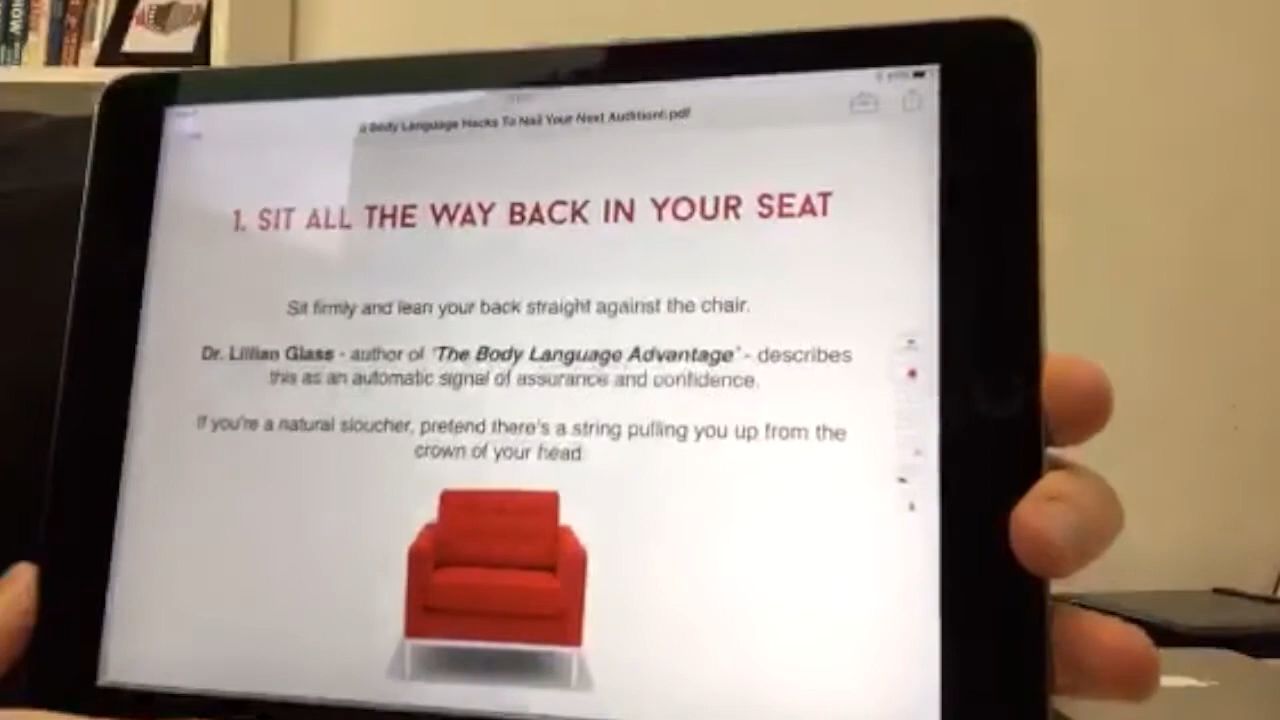 HOW
Body Language Hacks To Nail Your Next Audition!.pdf
1. SIT ALL THE WAY BACK IN YOUR SEAT
Sit firmly and lean your back straight against the chair.
Dr. Lillian Glass - author of 'The Body Language Advantage' - describes
this as an automatic signal of assurance and confidence.
If you're a natural sloucher, pretend there's a string pulling you up from the
crown of your head